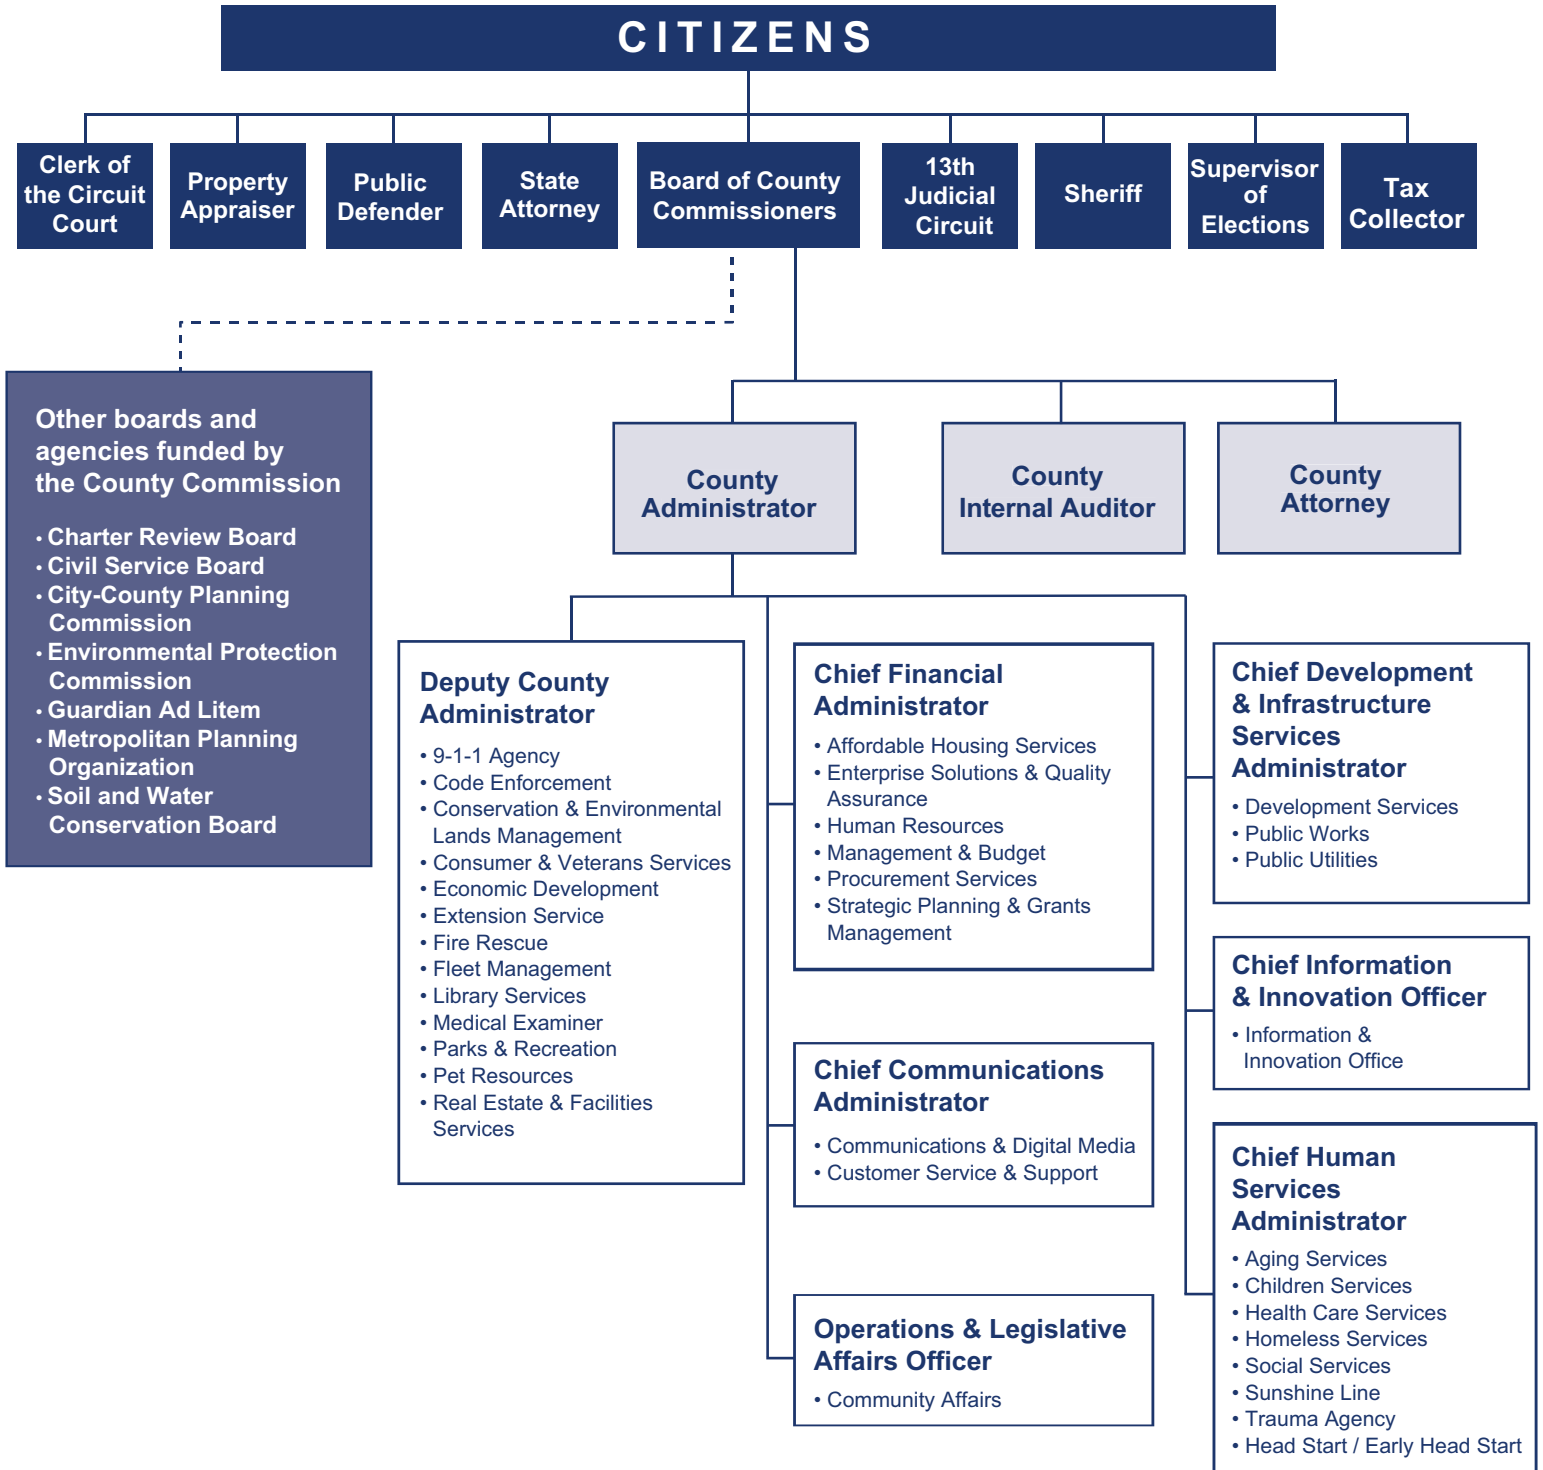 CITIZENS
Clerk of
the Circuit
Court
Property
Appraiser
Public
Defender
State
Attorney
Board of County
Commissioners
13th
Judicial
Circuit
Sheriff
Supervisor
of
Elections
Tax
Collector
Other boards and
agencies funded by
the County Commission
• Charter Review Board
• Civil Service Board
• City-County Planning
Commission
• Environmental Protection
Commission
• Guardian Ad Litem
• Metropolitan Planning
Organization
• Soil and Water
Conservation Board
County
Administrator
County
Internal Auditor
County
Attorney
Deputy County
Administrator
• 9-1-1 Agency
• Code Enforcement
• Conservation & Environmental
Lands Management
• Consumer & Veterans Services
• Economic Development
• Extension Service
• Fire Rescue
• Fleet Management
• Library Services
• Medical Examiner
• Parks & Recreation
• Pet Resources
• Real Estate & Facilities
Services
Chief Financial
Administrator
• Affordable Housing Services
• Enterprise Solutions & Quality
Assurance
• Human Resources
• Management & Budget
• Procurement Services
• Strategic Planning & Grants
Management
Chief Communications
Administrator
• Communications & Digital Media
• Customer Service & Support
Operations & Legislative
Affairs Officer
• Community Affairs
Chief Development
& Infrastructure
Services
Administrator
• Development Services
• Public Works
• Public Utilities
Chief Information
& Innovation Officer
• Information &
Innovation Office
Chief Human
Services
Administrator
• Aging Services
• Children Services
• Health Care Services
• Homeless Services
• Social Services
• Sunshine Line
• Trauma Agency
• Head Start / Early Head Start